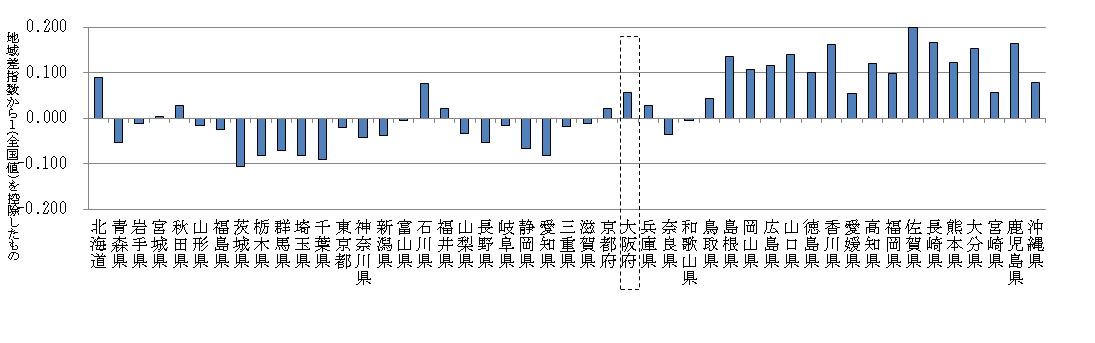 0.200
0.100
0.000
-0.100
-0.200
地域差指数から1(全国値)を控除したもの
北海道
青森県
岩手県
宮城県
秋田県
山形県
福島県
茨城県
栃木県
群馬県
埼玉県
千葉県
東京都
神奈川県
新潟県
富山県
石川県
福井県
山梨県
長野県
岐阜県
静岡県
愛知県
三重県
滋賀県
京都府
大阪府
兵庫県
奈良県
和歌山県
鳥取県
島根県
岡山県
広島県
山口県
徳島県
香川県
愛媛県
高知県
福岡県
佐賀県
長崎県
熊本県
大分県
宮崎県
鹿児島県
沖縄県